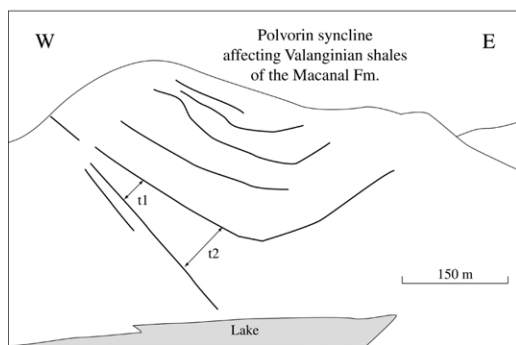 W
Polvorin syncline
affecting Valanginian shales
of the Macanal Fm.
E
t1
t2
150 m
Lake